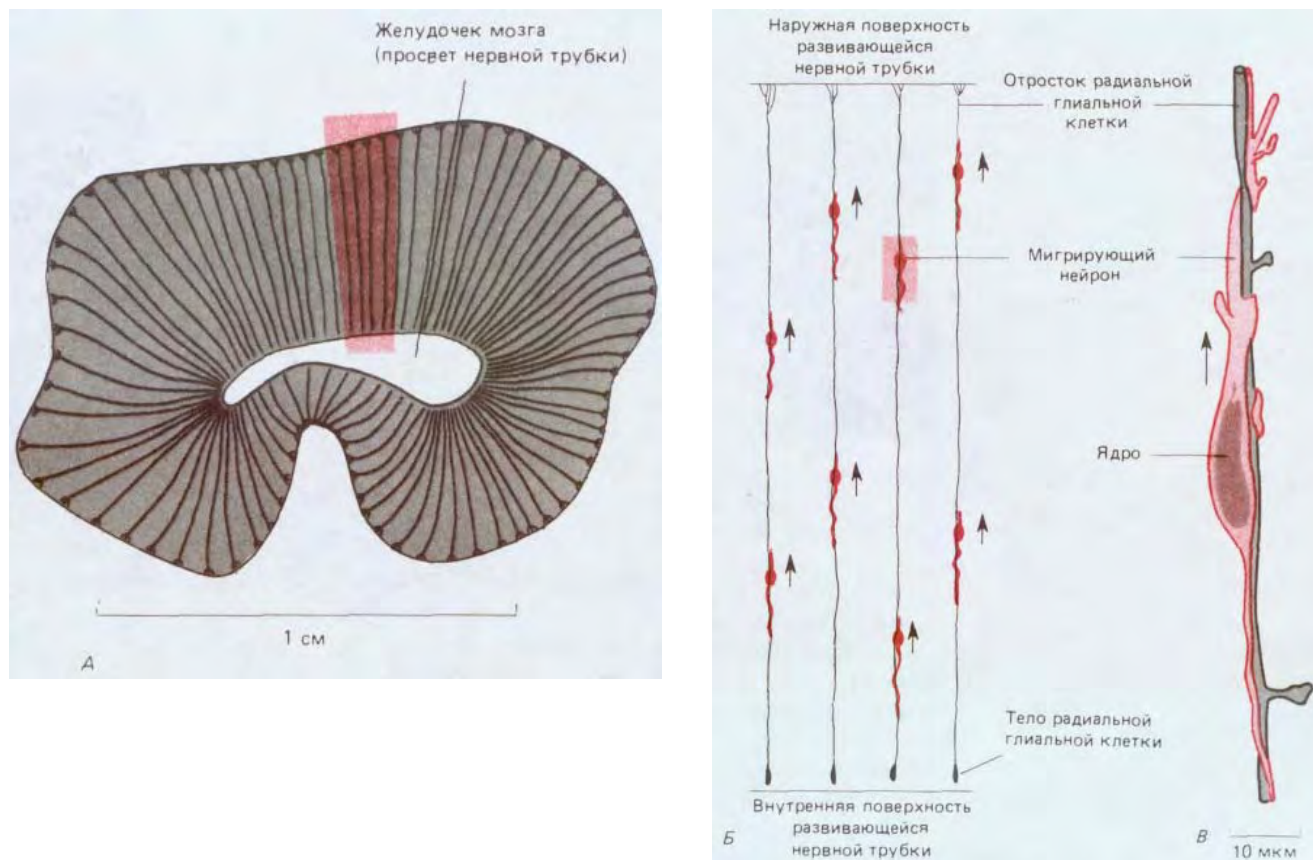 Желудочек мозга
(просвет нервной трубки)
1 см
А
Наружная поверхность
развивающейся
нервной трубки
Отросток радиальной
глиальной
клетки
Мигрирующий
нейрон
Ядро
Тело радиальной
глиальной клетки
Внутренняя поверхность
развивающейся
нервной трубки
Б
В
10 мкм